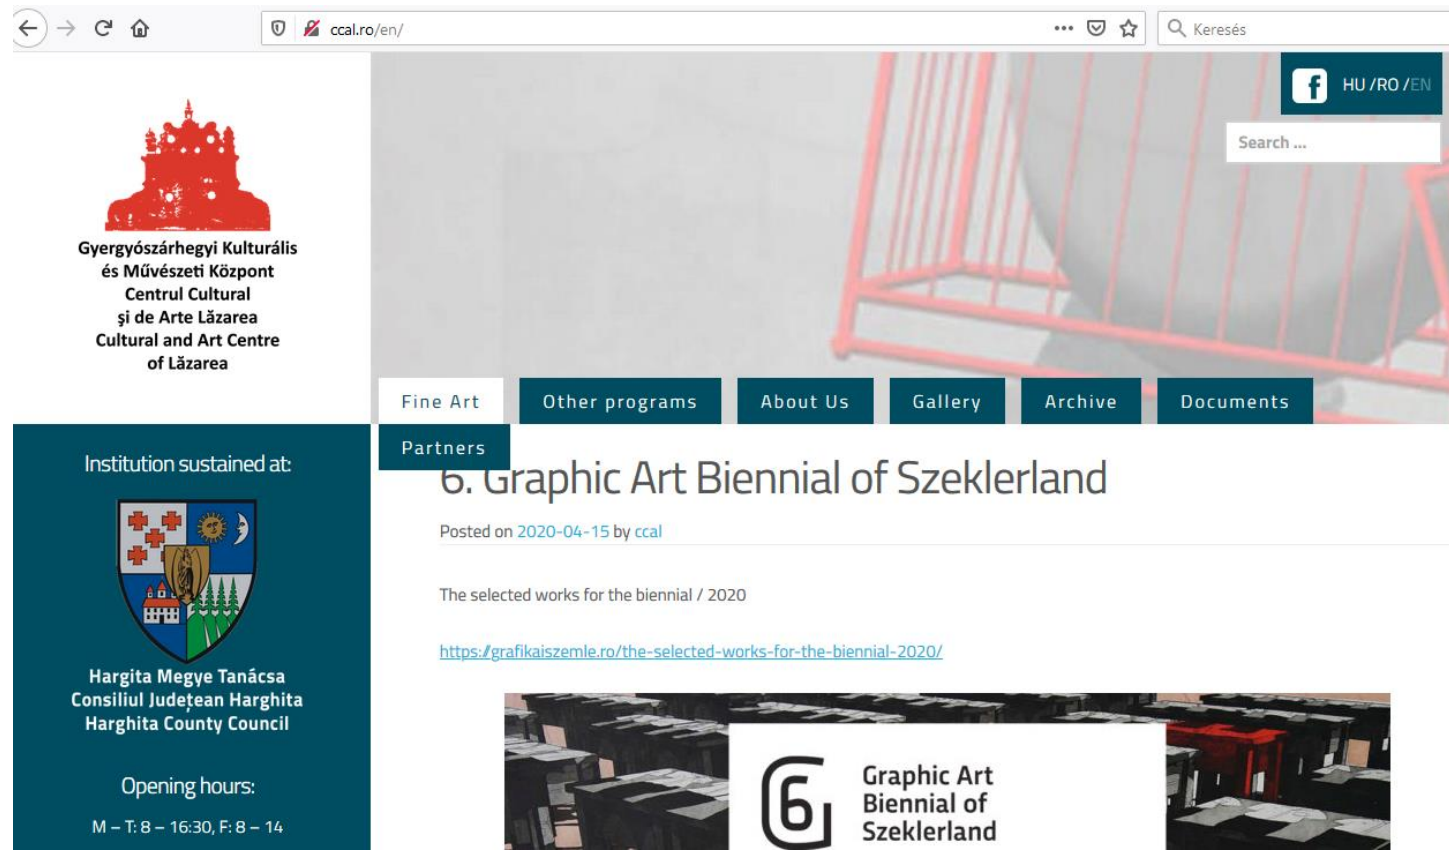 ccal.ro/en/
Keresés
HU /RO /EN
Search ...
Gyergyószárhegyi Kulturális
és Művészeti Központ
Centrul Cultural
și de Arte Lăzarea
Cultural and Art Centre
of Lăzarea
Fine Art
Other programs
About Us
Gallery
Archive
Documents
Partners
Institution sustained at:
Hargita Megye Tanácsa
Consiliul Județean Harghita
Harghita County Council
Opening hours:
M – T: 8 – 16:30, F: 8 – 14
6. Graphic Art Biennial of Szeklerland
Posted on 2020-04-15 by ccal
The selected works for the biennial / 2020
https://grafikaiszemle.ro/the-selected-works-for-the-biennial-2020/
6
Graphic Art
Biennial of
Szeklerland